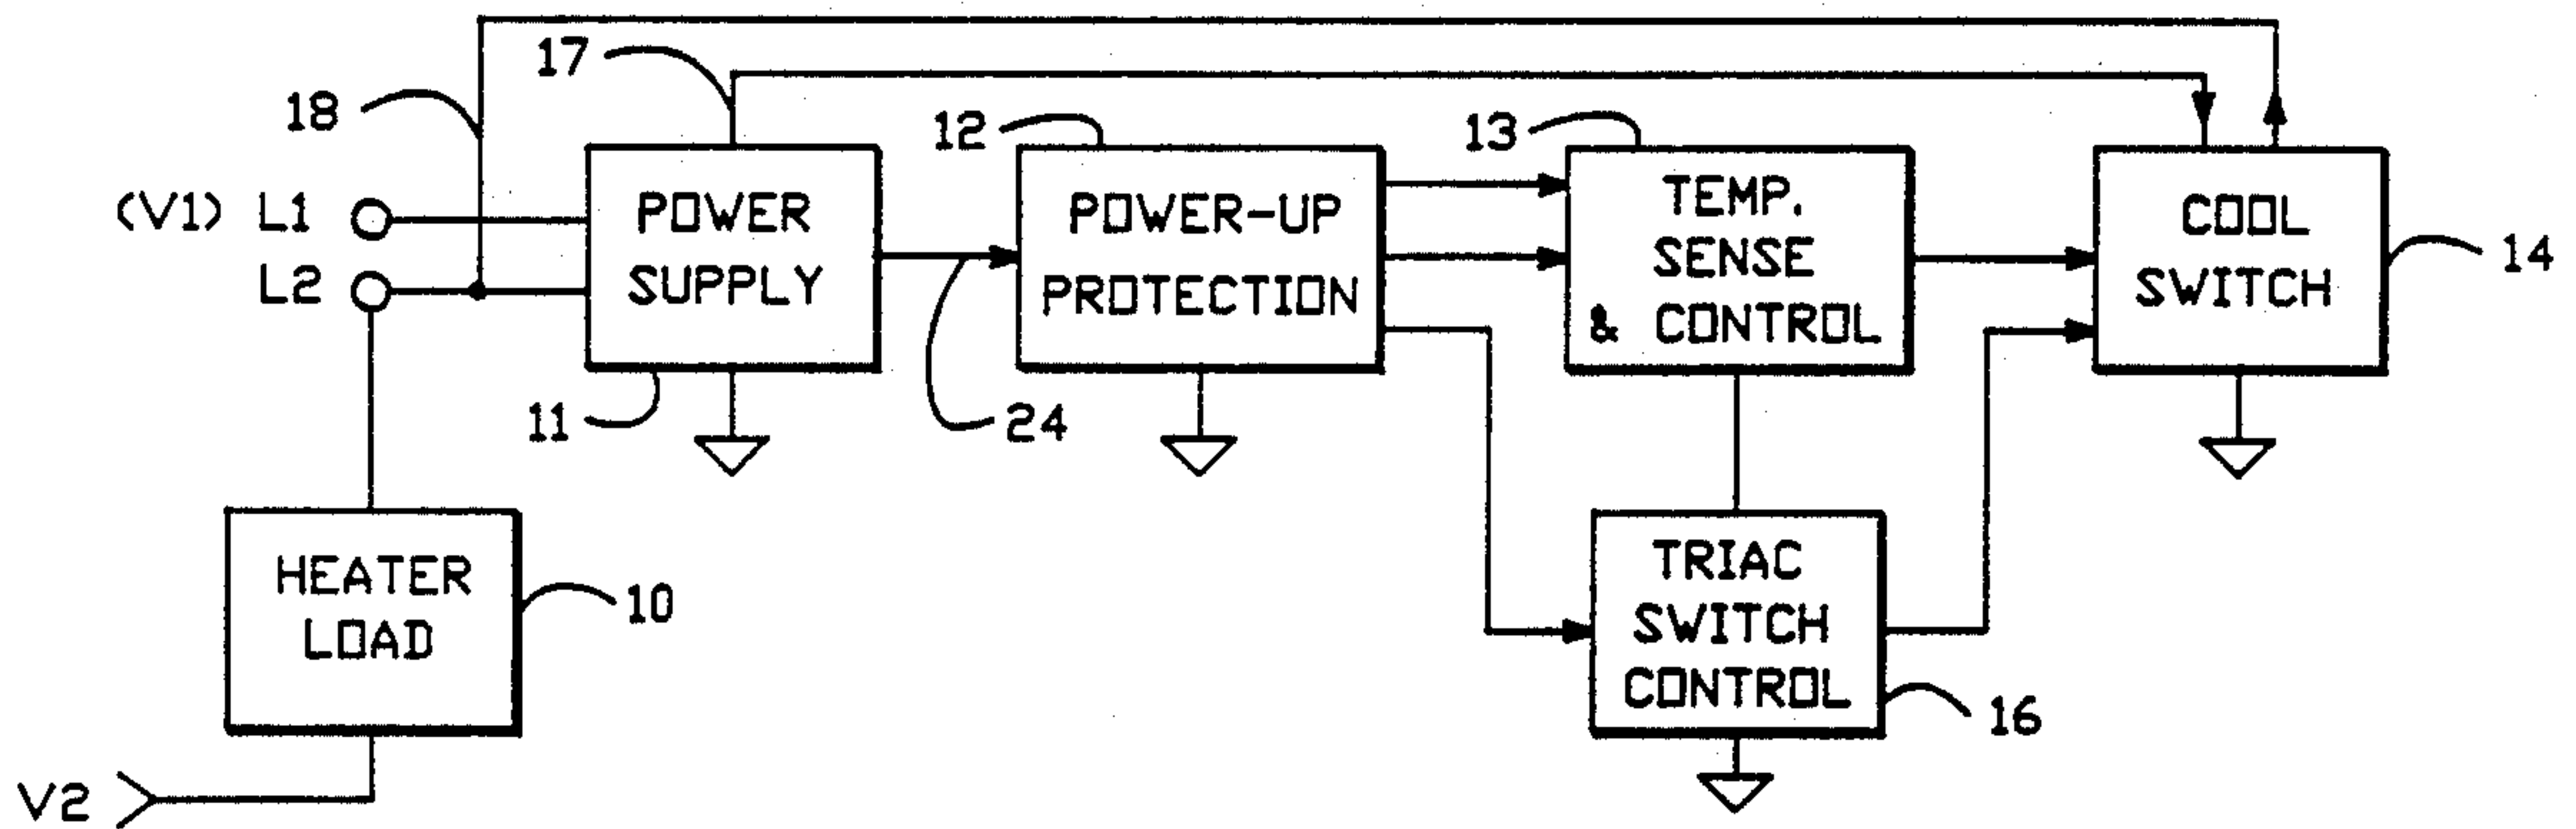 17
18
12
13
(V1) L1
L2
POWER
SUPPLY
POWER-UP
PROTECTION
TEMP.
SENSE
& CONTROL
COOL
SWITCH
14
11
24
HEATER
LOAD
10
TRIAC
SWITCH
CONTROL
16
V2